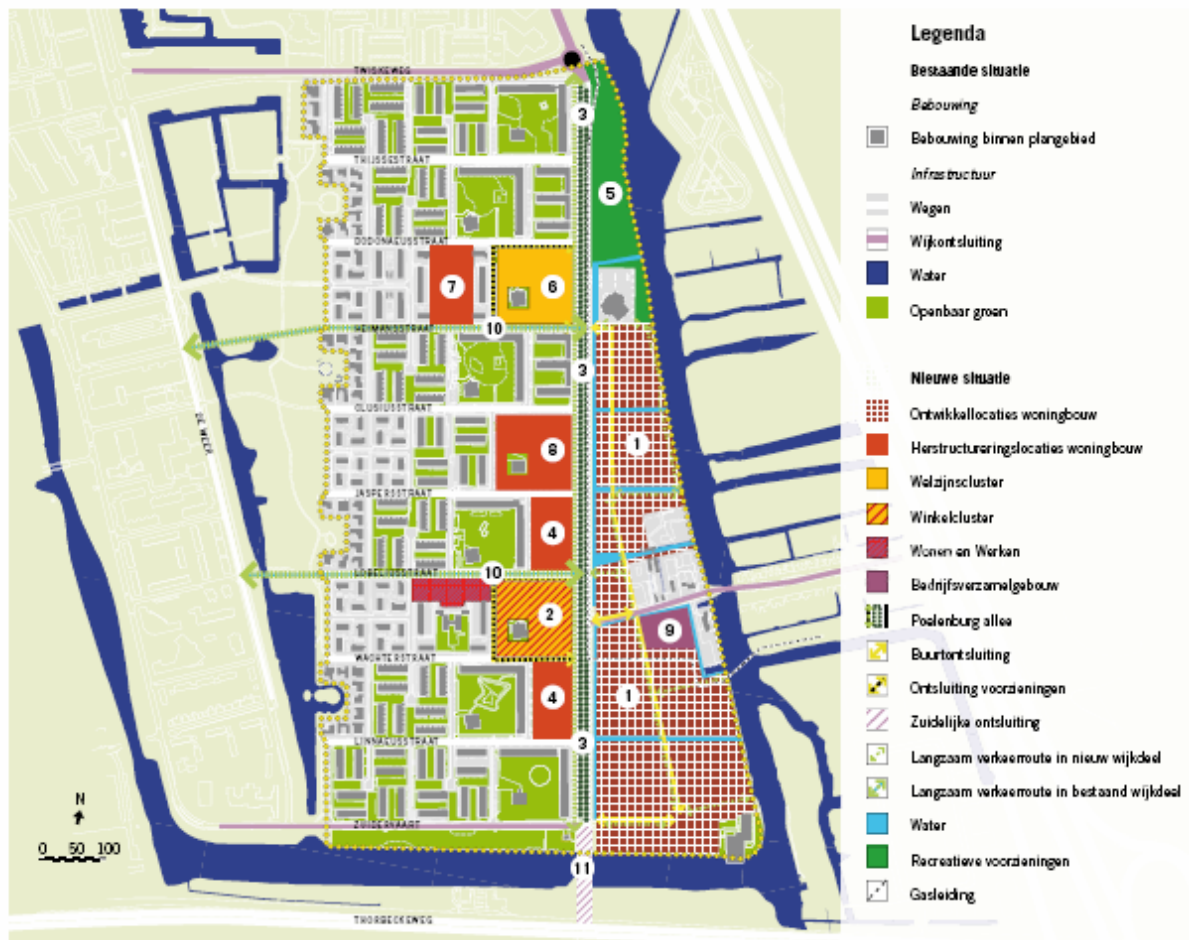 TWISKEWEG
3
THIJSSESTRAAT
5
DODONAEUSSTRAAT
7
6
10
HEIMANSSTRAAT
3
CLUSIUSSTRAAT
DE WEER
8
1
JASPERSSTRAAT
4
10
LOBELIUSSTRAAT
2
9
WACHTERSTRAAT
4
1
LINNAEUSSTRAAT
3
N
0 50 100
ZUIDERVAART
11
THORBECKEWEG
Legenda
Bestaande situatie
Bebouwing
Bebouwing binnen plangebied
Infrastructuur
Wegen
Wijkontsluiting
Water
Openbaar groen
Nieuwe situatie
Ontwikkellocaties woningbouw
Herstructureringslocaties woningbouw
Welzijnscluster
Winkelcluster
Wonen en Werken
Bedrijfsverzamelgebouw
Poelenburg allee
Buurtontsluiting
Ontsluiting voorzieningen
Zuidelijke ontsluiting
Langzaam verkeerroute in nieuw wijkdeel
Langzaam verkeerroute in bestaand wijkdeel
Water
Recreatieve voorzieningen
Gasleiding